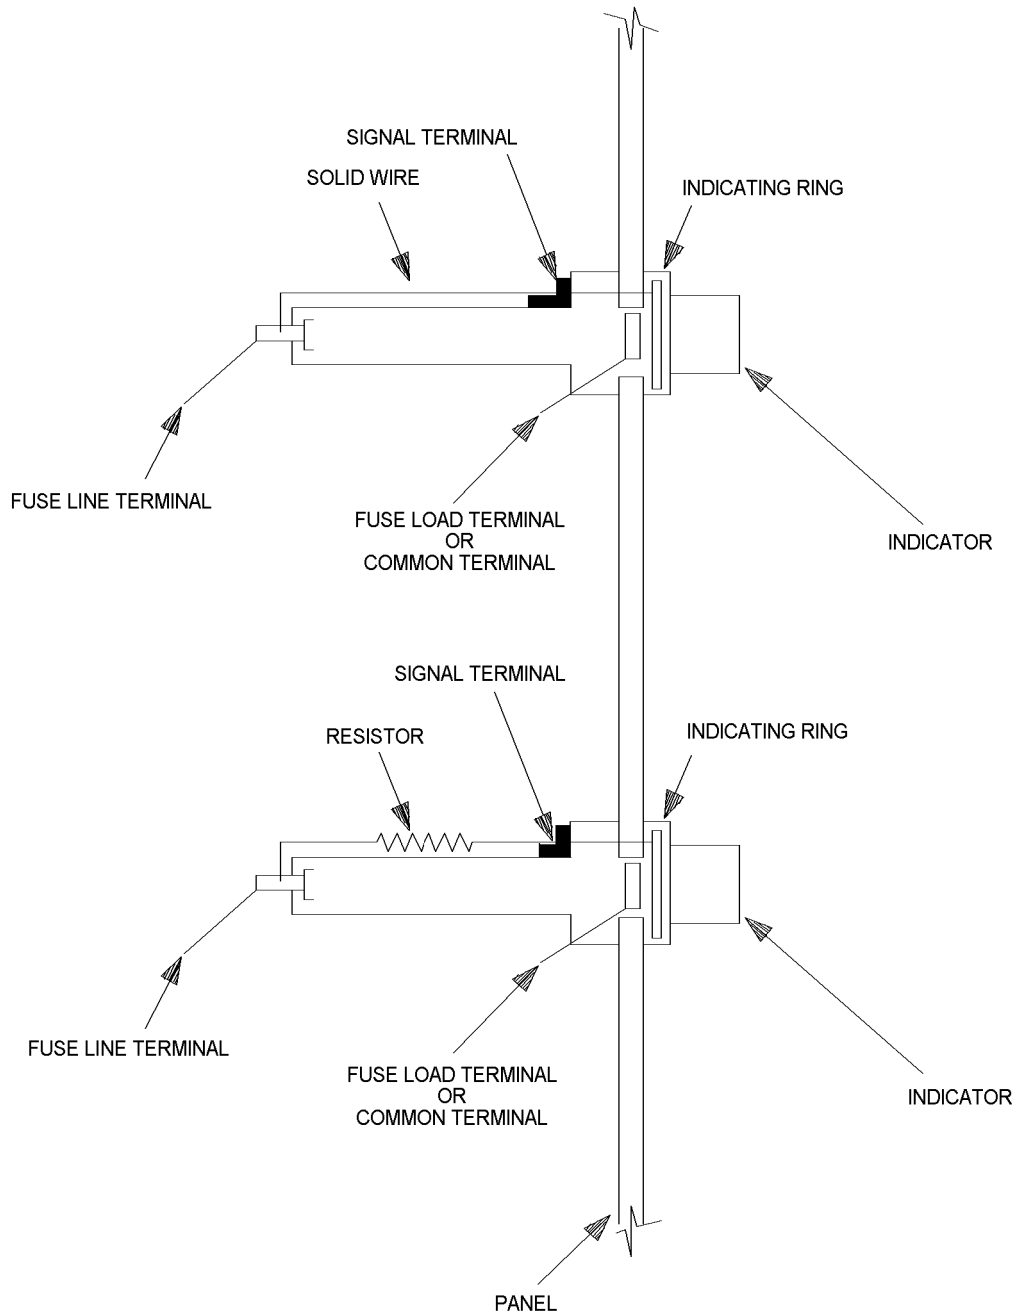 SIGNAL TERMINAL
SOLID WIRE
INDICATING RING
FUSE LINE TERMINAL
FUSE LOAD TERMINAL
OR
COMMON TERMINAL
INDICATOR
SIGNAL TERMINAL
RESISTOR
INDICATING RING
FUSE LINE TERMINAL
FUSE LOAD TERMINAL
OR
COMMON TERMINAL
INDICATOR
PANEL